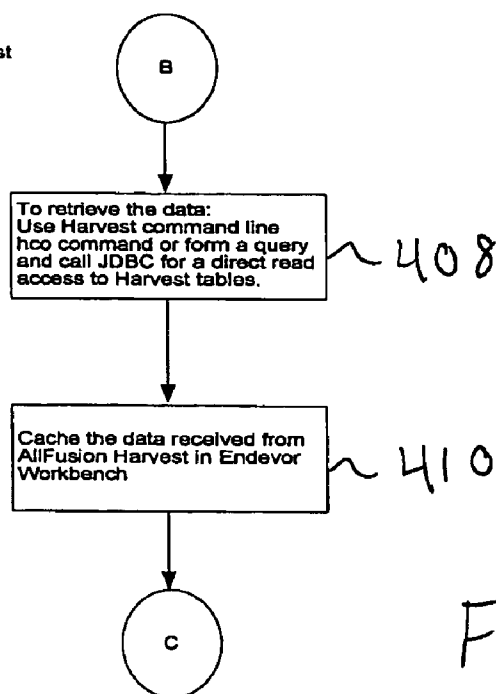 st
B
To retrieve the data:
Use Harvest command line
hco command or form a query
and call JDBC for a direct read
access to Harvest tables.
408
Cache the data received from
AllFusion Harvest in Endevor
Workbench
410
C
F